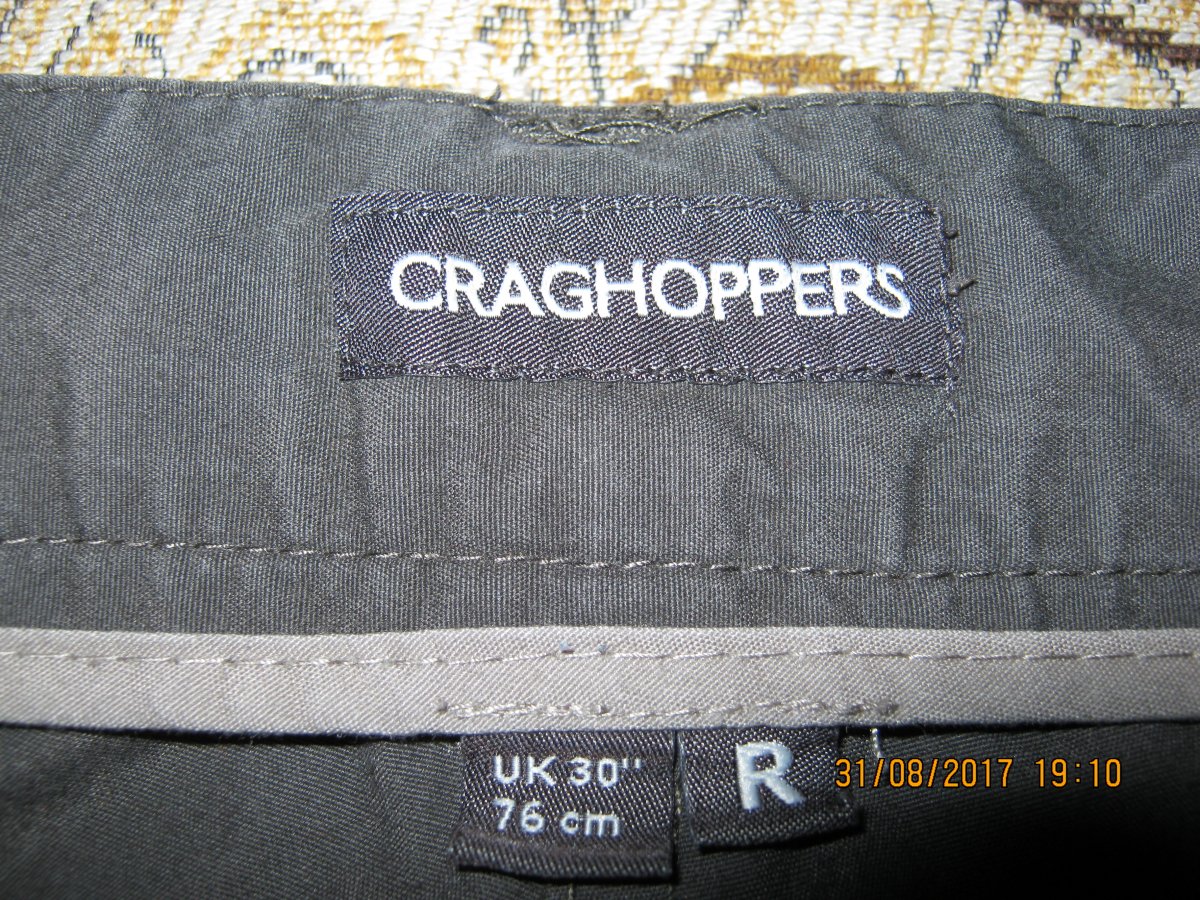 CRAGHOPPERS
UK 30"
76 cm
R
31/08/2017 19:10